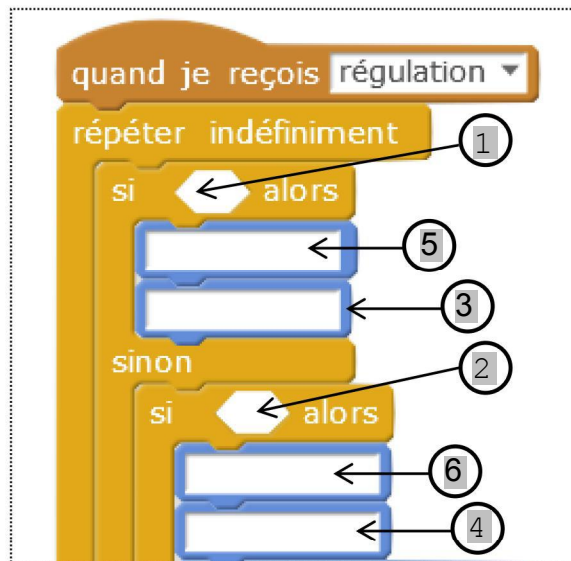 quand je reçois régulation
répéter indéfiniment
1
si alors
5
3
sinon
2
si alors
6
4